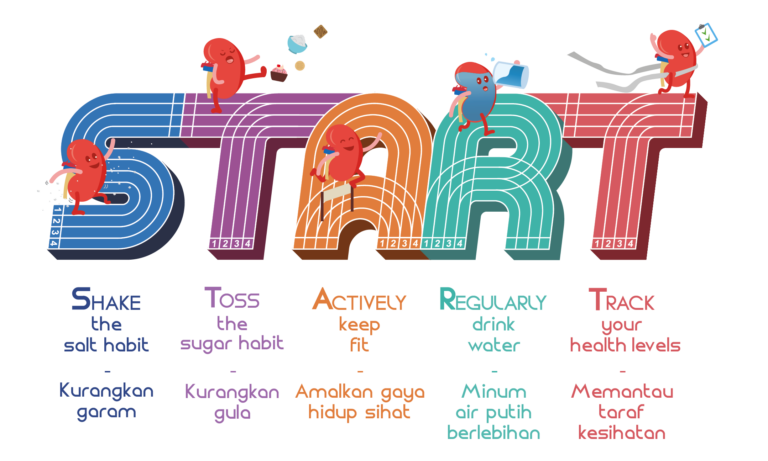 START
1 2 3 4
1 2 3 4
1 2 3 4
1 2 3 4
1 2 3 4
SHAKE
the
salt habit
-
Kurangkan
garam
TOSS
the
sugar habit
-
Kurangkan
gula
ACTIVELY
keep
fit
-
Amalkan gaya
hidup sihat
REGULARLY
drink
water
-
Minum
air putih
berlebihan
TRACK
your
health levels
-
Memantau
taraf
kesihatan